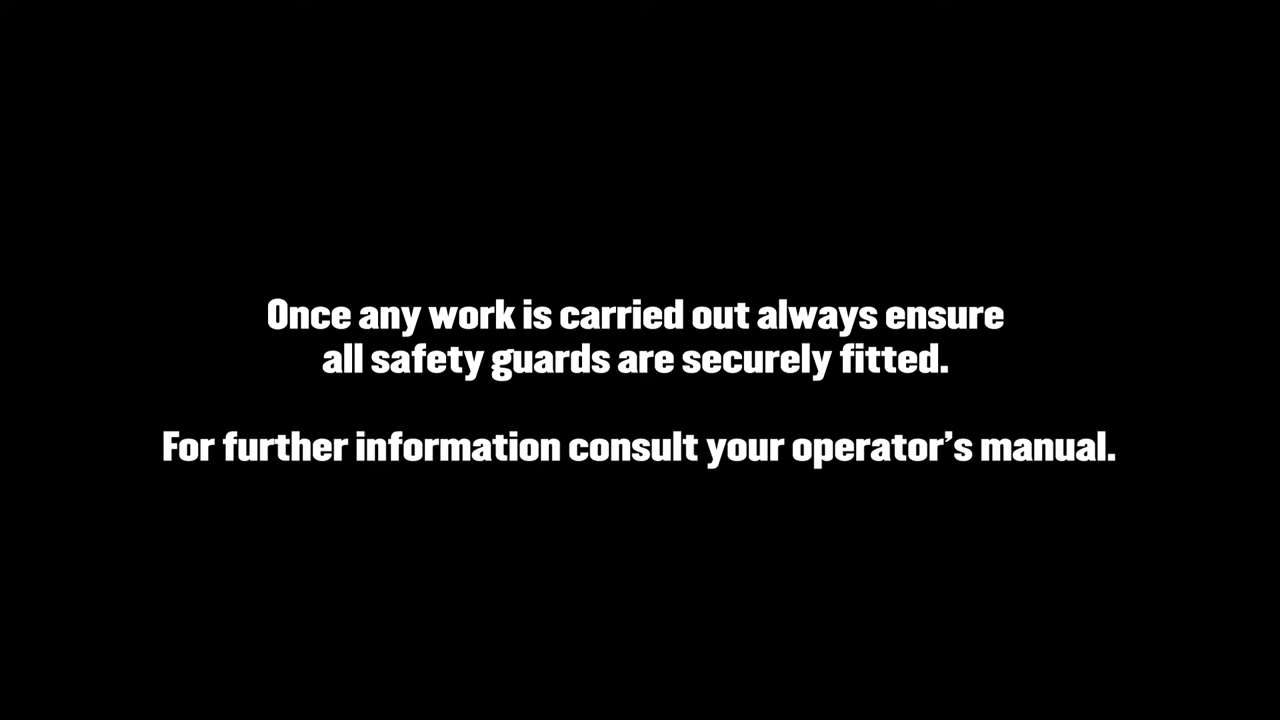 Once any work is carried out always ensure
all safety guards are securely fitted.
For further information consult your operator’s manual.